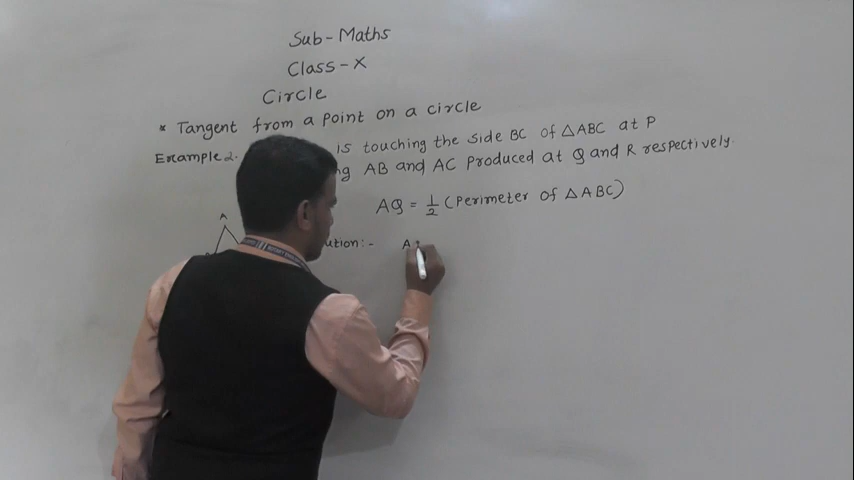 Sub-Maths
Class-X
Circle
* Tangent from a point on a circle
Example 2. is touching the side BC of △ABC at P
ng AB and AC produced at Q and R respectively.
AQ = 1/2 (Perimeter of △ABC)
A
ution:- A